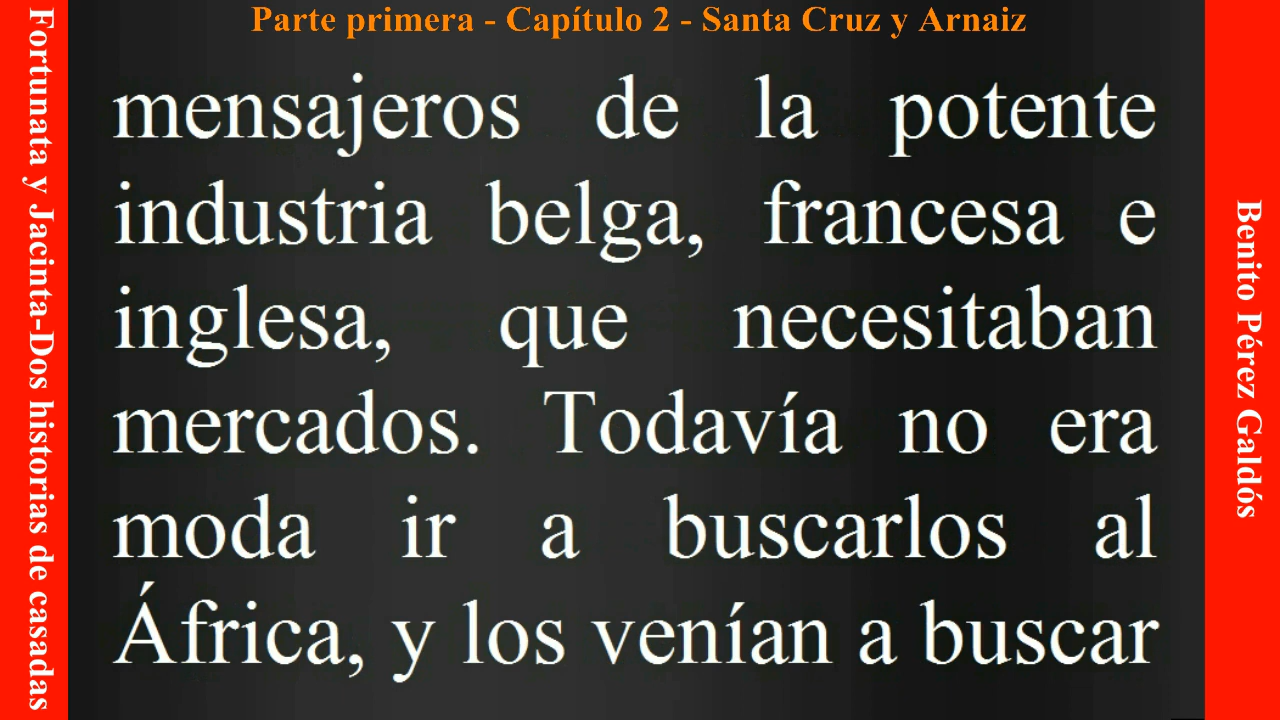 Parte primera - Capítulo 2 - Santa Cruz y Arnaiz
Fortunata y Jacinta-Dos historias de casadas
mensajeros de la potente
industria belga, francesa e
inglesa, que necesitaban
mercados. Todavía no era
moda ir a buscarlos al
África, y los venían a buscar
Benito Pérez Galdós